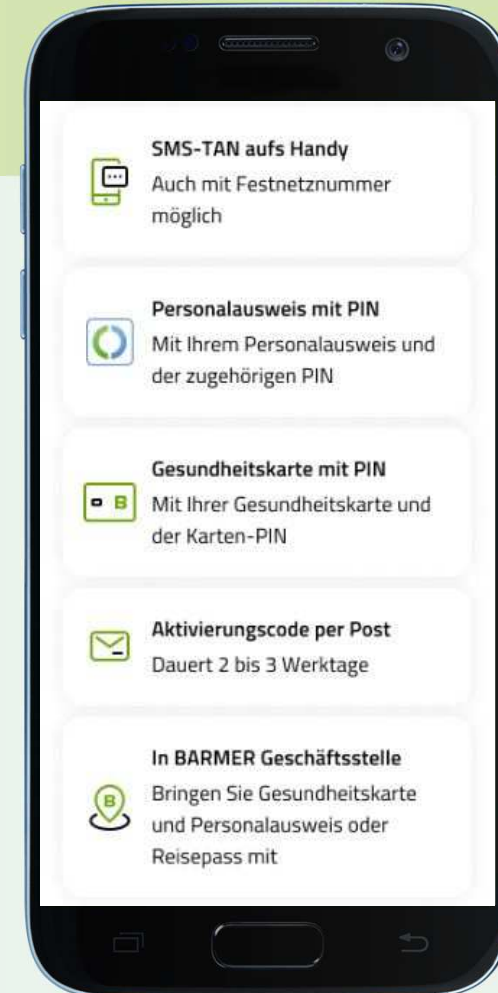 SMS-TAN aufs Handy
Auch mit Festnetznummer
möglich
Personalausweis mit PIN
Mit Ihrem Personalausweis und
der zugehörigen PIN
Gesundheitskarte mit PIN
B
Mit Ihrer Gesundheitskarte und
der Karten-PIN
Aktivierungscode per Post
Dauert 2 bis 3 Werktage
In BARMER Geschäftsstelle
B
Bringen Sie Gesundheitskarte
und Personalausweis oder
Reisepass mit